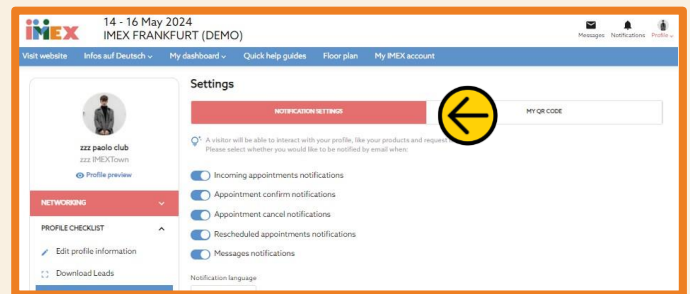 imex
14 - 16 May 2024
IMEX FRANKFURT (DEMO)
Messages Notifications Profile
Visit website Infos auf Deutsch My dashboard Quick help guides Floor plan My IMEX account
Settings
NOTIFICATION SETTINGS MY QR CODE
A visitor will be able to interact with your profile, like your products and request
Please select whether you would like to be notified by email when:
zzz paolo club
zzz IMEXTown
Profile preview
NETWORKING
PROFILE CHECKLIST
Edit profile information
Download Leads
Incoming appointments notifications
Appointment confirm notifications
Appointment cancel notifications
Rescheduled appointments notifications
Messages notifications
Notification language